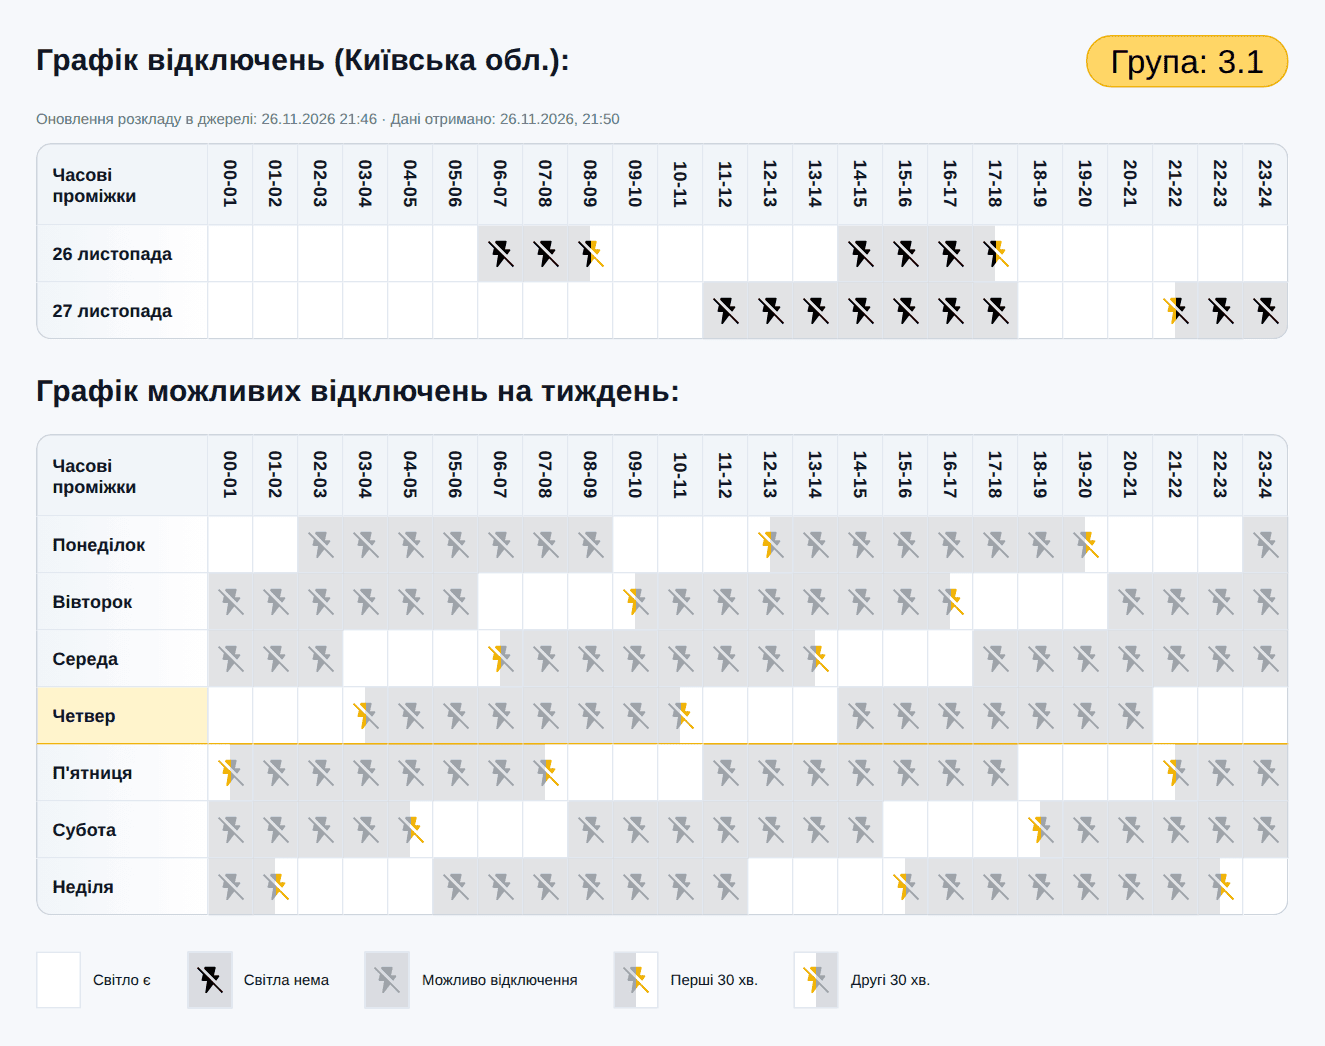 Графік відключень (Київська обл.):
Група: 3.1
Оновлення розкладу в джерелі: 26.11.2026 21:46 · Дані отримано: 26.11.2026, 21:50
Часові
проміжки
00-01 01-02 02-03 03-04 04-05 05-06 06-07 07-08 08-09 09-10 10-11 11-12 12-13 13-14 14-15 15-16 16-17 17-18 18-19 19-20 20-21 21-22 22-23 23-24
26 листопада
27 листопада
Графік можливих відключень на тиждень:
Часові
проміжки
00-01 01-02 02-03 03-04 04-05 05-06 06-07 07-08 08-09 09-10 10-11 11-12 12-13 13-14 14-15 15-16 16-17 17-18 18-19 19-20 20-21 21-22 22-23 23-24
Понеділок
Вівторок
Середа
Четвер
П'ятниця
Субота
Неділя
Світло є
Світла нема
Можливо відключення
Перші 30 хв.
Другі 30 хв.